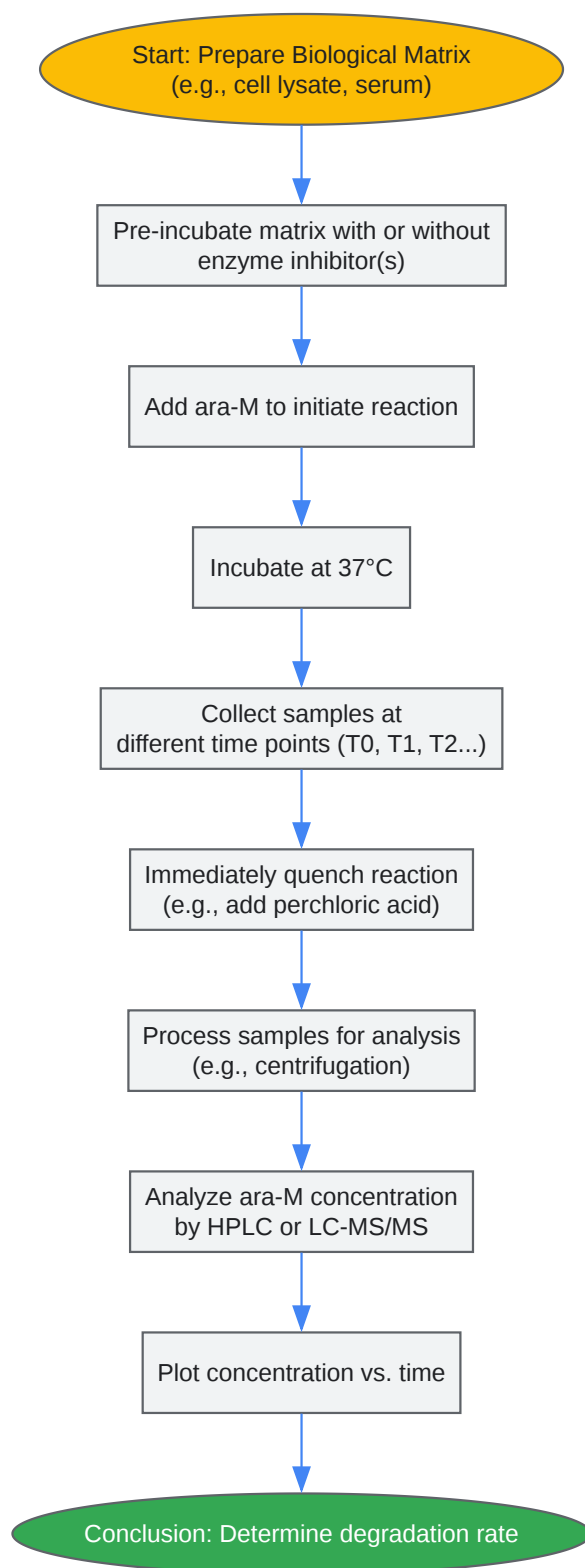 Start: Prepare Biological Matrix
(e.g., cell lysate, serum)
Pre-incubate matrix with or without
enzyme inhibitor(s)
Add ara-M to initiate reaction
Incubate at 37°C
Collect samples at
different time points (T0, T1, T2...)
Immediately quench reaction
(e.g., add perchloric acid)
Process samples for analysis
(e.g., centrifugation)
Analyze ara-M concentration
by HPLC or LC-MS/MS
Plot concentration vs. time
Conclusion: Determine degradation rate